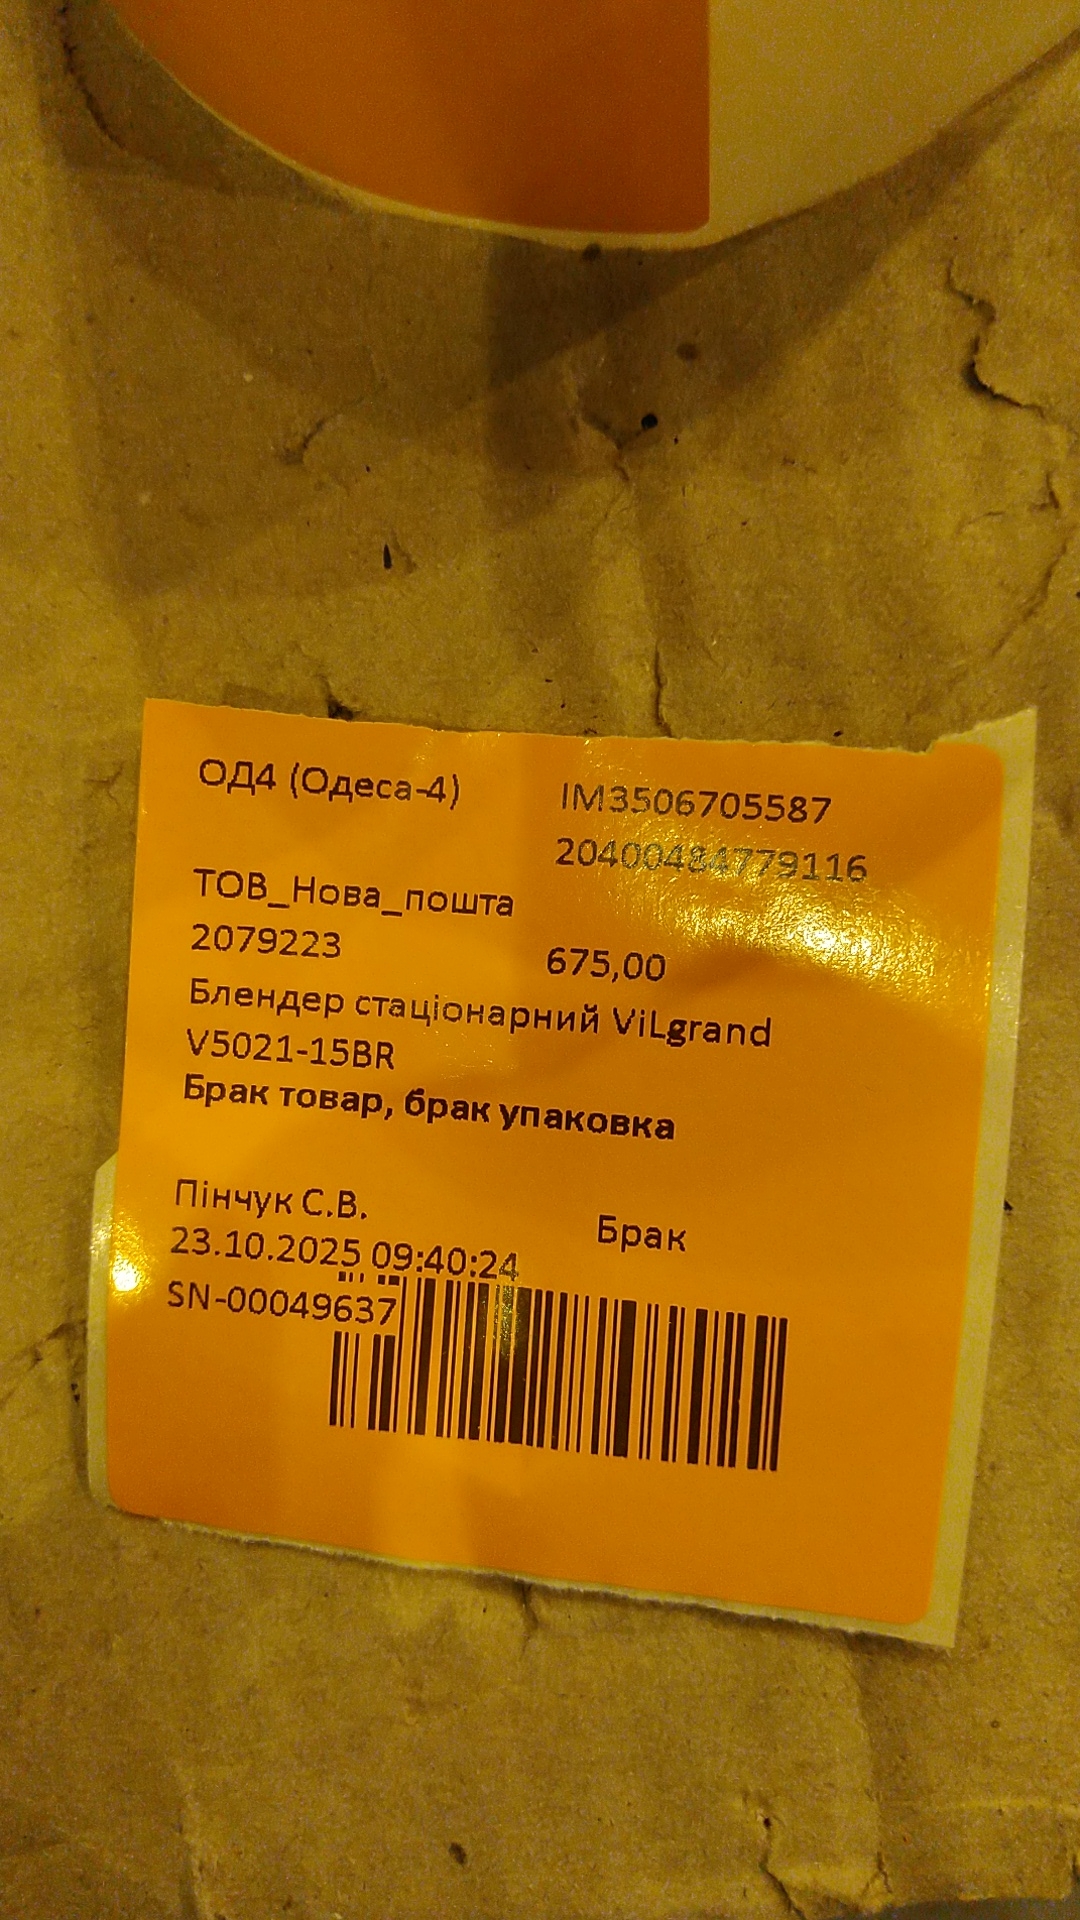 ОД4 (Одеса-4) IM3506705587
20400484779116
ТОВ_Нова_пошта
2079223 675,00
Блендер стаціонарний ViLgrand
V5021-15BR
Брак товар, брак упаковка
Пінчук С.В. Брак
23.10.2025 09:40:24
SN-00049637